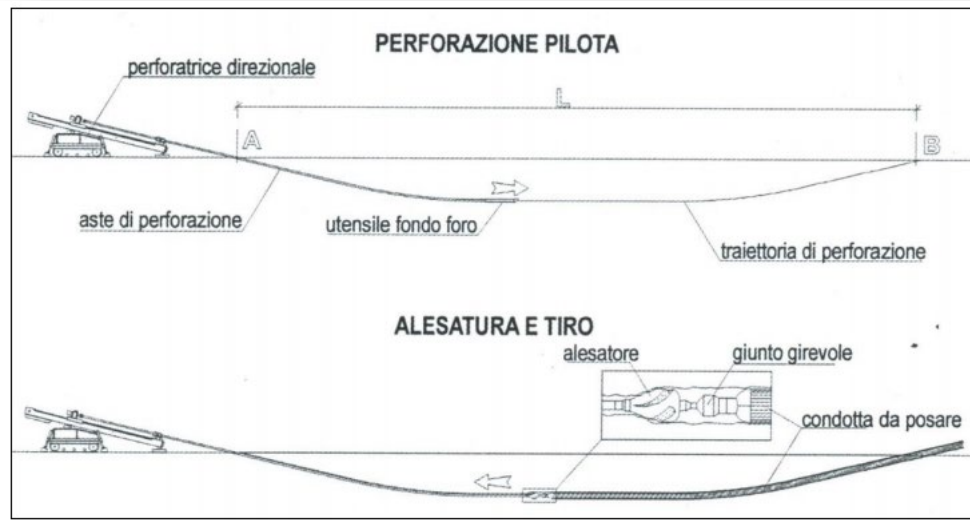 PERFORAZIONE PILOTA
perforatrice direzionale
L
A
B
aste di perforazione
utensile fondo foro
traiettoria di perforazione
ALESATURA E TIRO
alesatore
giunto girevole
condotta da posare